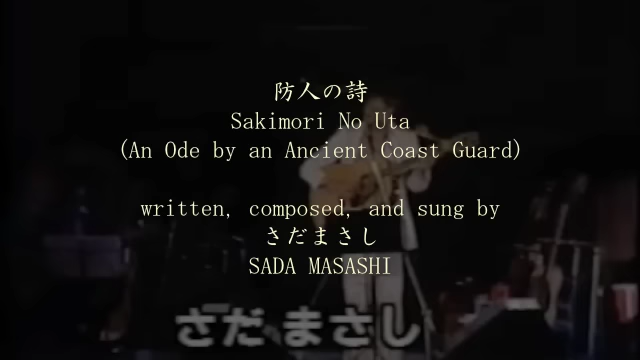 防人の詩
Sakimori No Uta
(An Ode by an Ancient Coast Guard)
written, composed, and sung by
さだまさし
SADA MASASHI
さだまさし